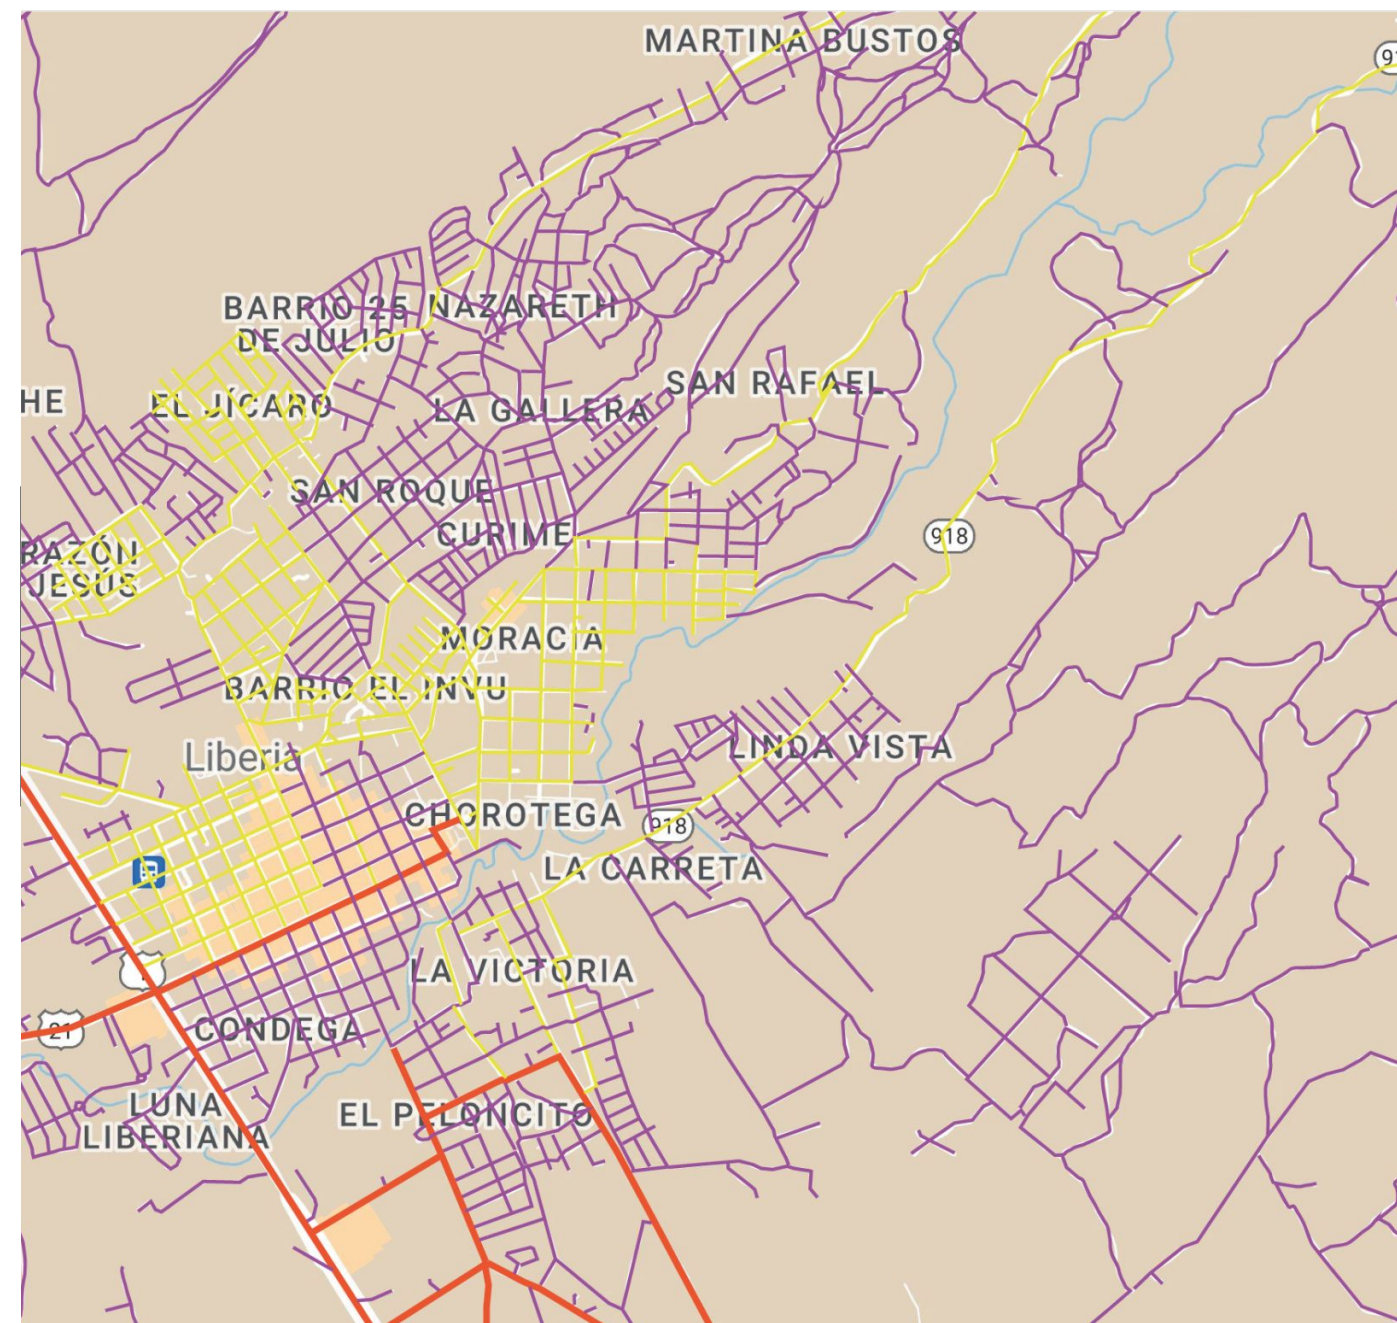 MARTINA BUSTOS
9
BARRIO 25
DE JULIO
NAZARETH
HE
EL JÍCARO
LA GALLERA
SAN RAFAEL
SAN ROQUE
CURIME
918
RAZÓN
JESÚS
MORACIA
BARRIO EL INVU
Liberia
LINDA VISTA
CHOROTEGA
918
LA CARRETA
1
LA VICTORIA
21
CONDEGA
LUNA
LIBERIANA
EL PELONCITO